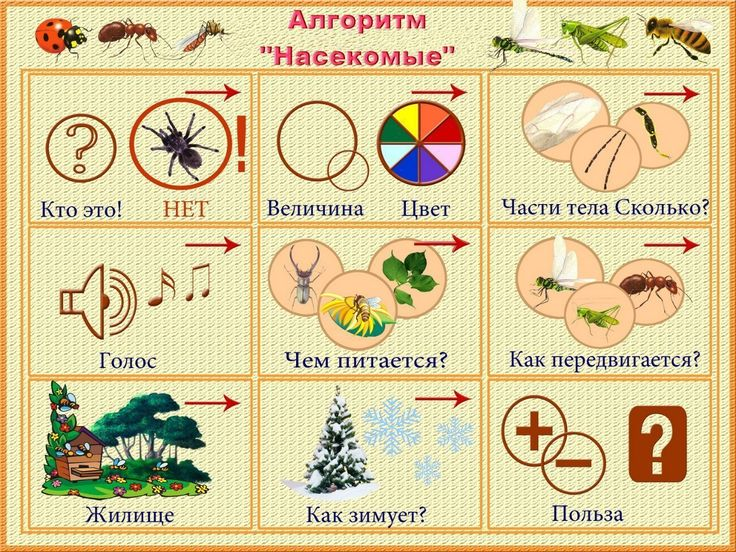 Алгоритм
"Насекомые"
?
!
Кто это! НЕТ
Величина Цвет
Части тела Сколько?
Голос
Чем питается?
Как передвигается?
Жилище
Как зимует?
+ − ?
Польза